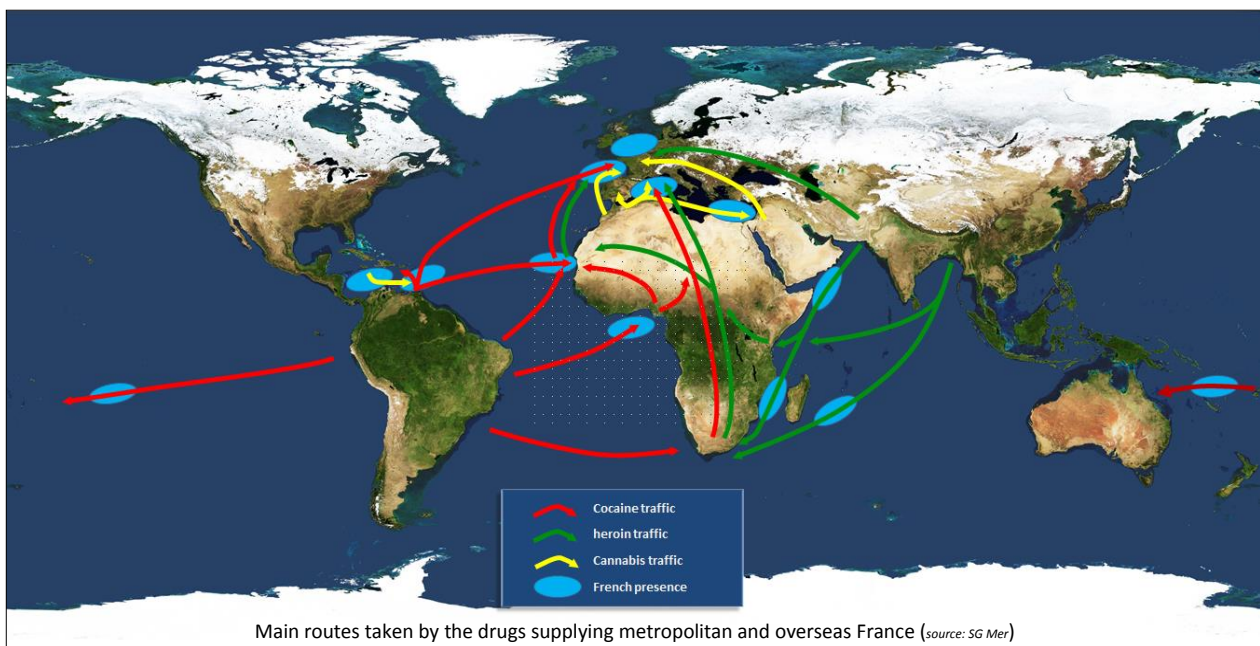 Cocaine traffic
heroin traffic
Cannabis traffic
French presence
Main routes taken by the drugs supplying metropolitan and overseas France (source: SG Mer)